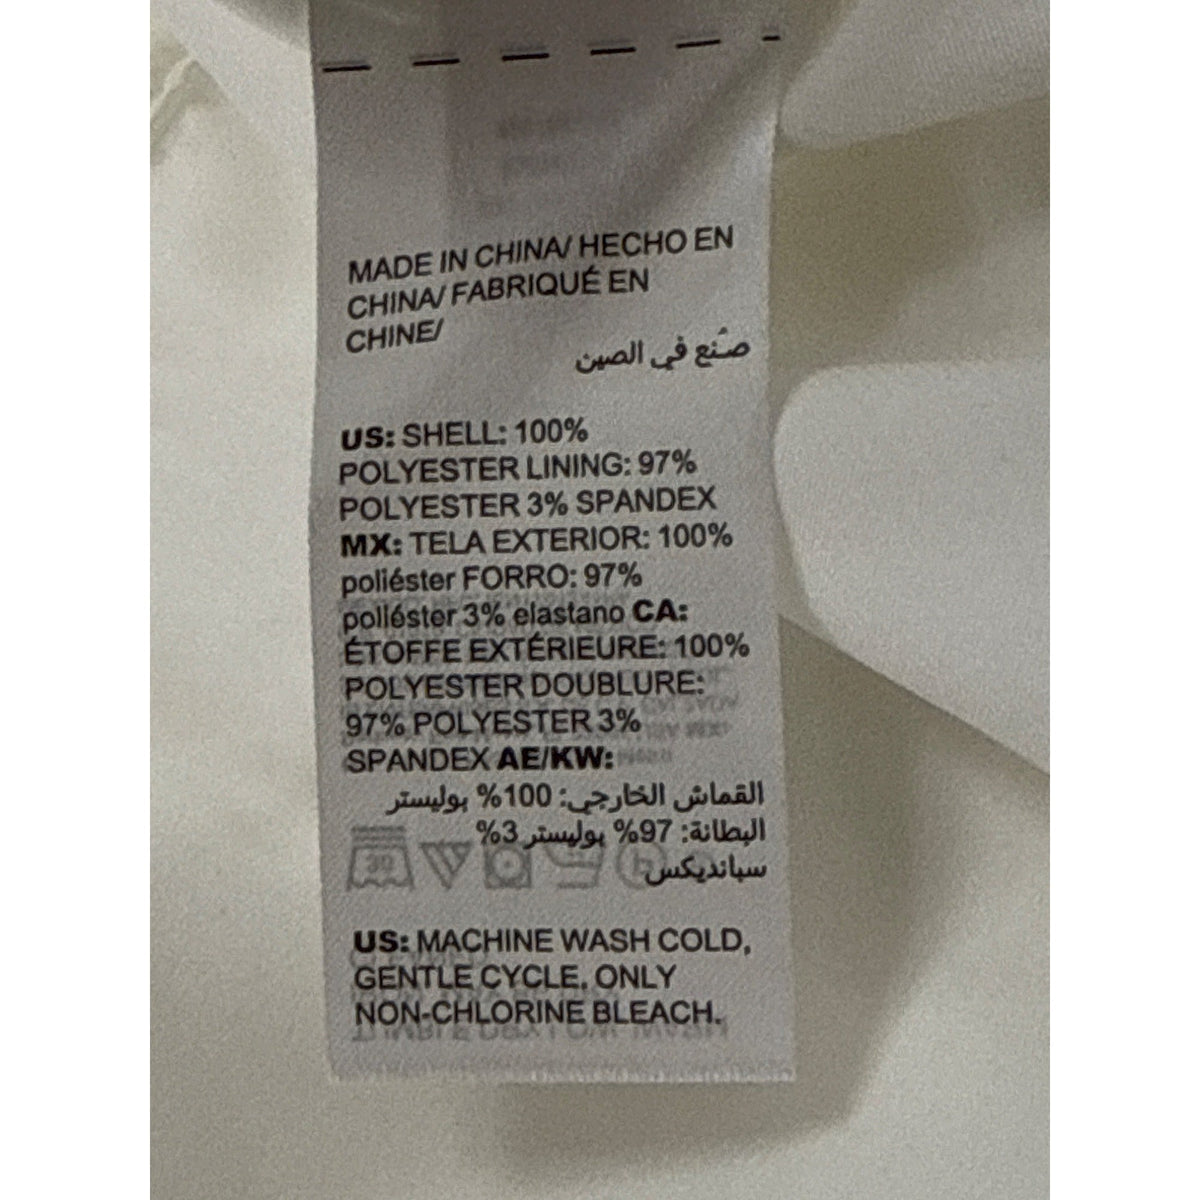 MADE IN CHINA/ HECHO EN
CHINA/ FABRIQUÉ EN
CHINE/
صُنع في الصين
US: SHELL: 100%
POLYESTER LINING: 97%
POLYESTER 3% SPANDEX
MX: TELA EXTERIOR: 100%
poliéster FORRO: 97%
poliéster 3% elastano CA:
ÉTOFFE EXTÉRIEURE: 100%
POLYESTER DOUBLURE:
97% POLYESTER 3%
SPANDEX AE/KW:
القماش الخارجي: 100% بوليستر
البطانة: 97% بوليستر 3%
سبانديكس
US: MACHINE WASH COLD,
GENTLE CYCLE, ONLY
NON-CHLORINE BLEACH.